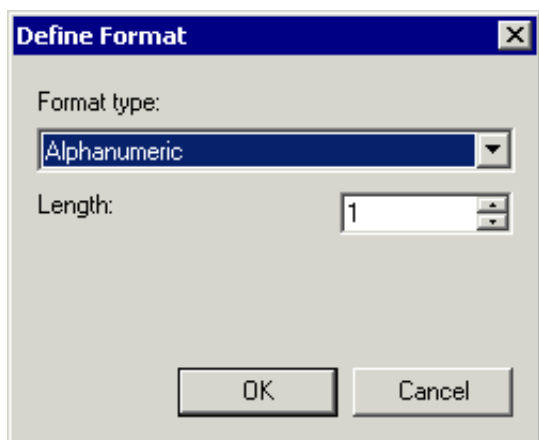 Define Format
Format type:
Alphanumeric
Length: 1
OK Cancel